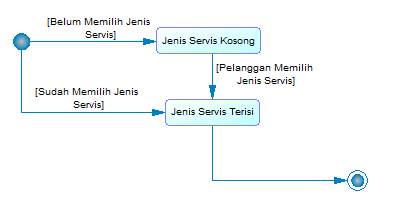 [Belum Memilih Jenis
Servis]
Jenis Servis Kosong
[Pelanggan Memilih
Jenis Servis]
[Sudah Memilih Jenis
Servis]
Jenis Servis Terisi